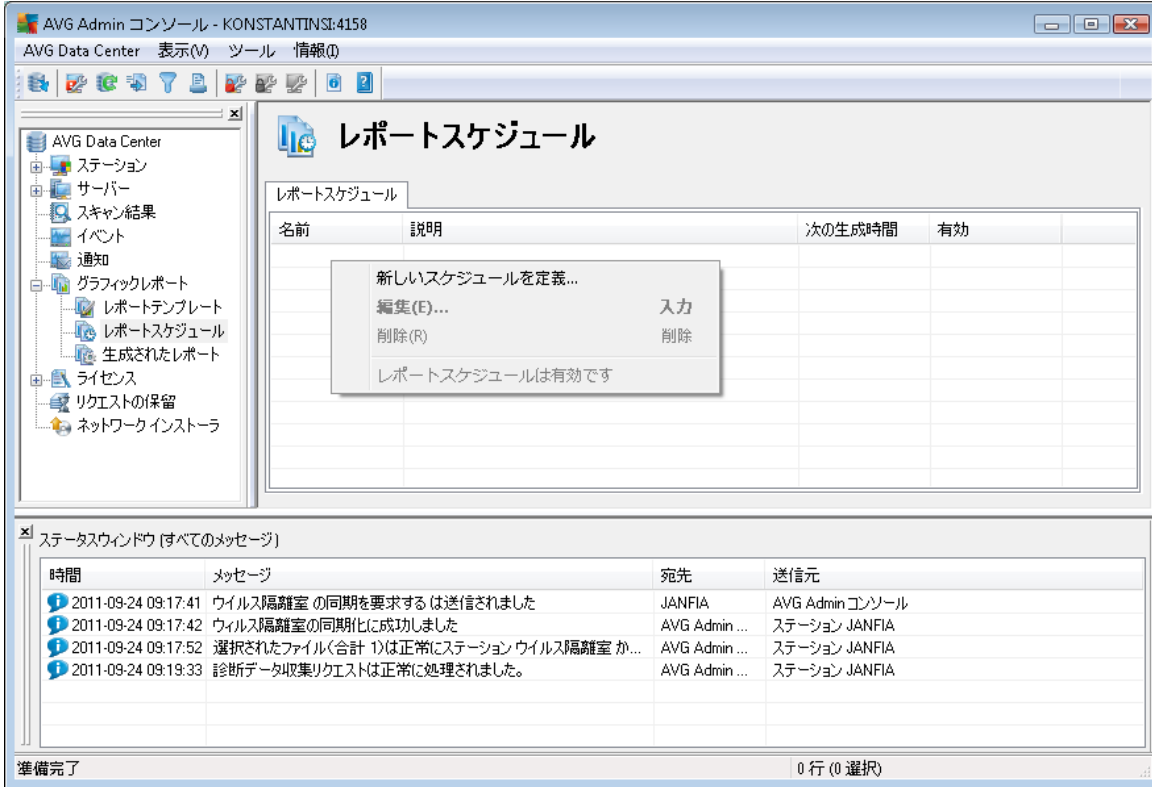 AVG Admin コンソール - KONSTANTINSI:4158
AVG Data Center 表示(V) ツール 情報(I)
AVG Data Center
ステーション
サーバー
スキャン結果
イベント
通知
グラフィックレポート
レポートテンプレート
レポートスケジュール
生成されたレポート
ライセンス
リクエストの保留
ネットワークインストーラ
レポートスケジュール
レポートスケジュール
名前 説明 次の生成時間 有効
新しいスケジュールを定義...
編集(E)... 入力
削除(R) 削除
レポートスケジュールは有効です
ステータスウィンドウ (すべてのメッセージ)
時間 メッセージ 宛先 送信元
2011-09-24 09:17:41 ウイルス隔離室 の同期を要求する は送信されました JANFIA AVG Admin コンソール
2011-09-24 09:17:42 ウィルス隔離室の同期化に成功しました AVG Admin ... ステーション JANFIA
2011-09-24 09:17:52 選択されたファイル(合計 1)は正常にステーション ウイルス隔離室 か... AVG Admin ... ステーション JANFIA
2011-09-24 09:19:33 診断データ収集リクエストは正常に処理されました。 AVG Admin ... ステーション JANFIA
準備完了 0 行 (0 選択)